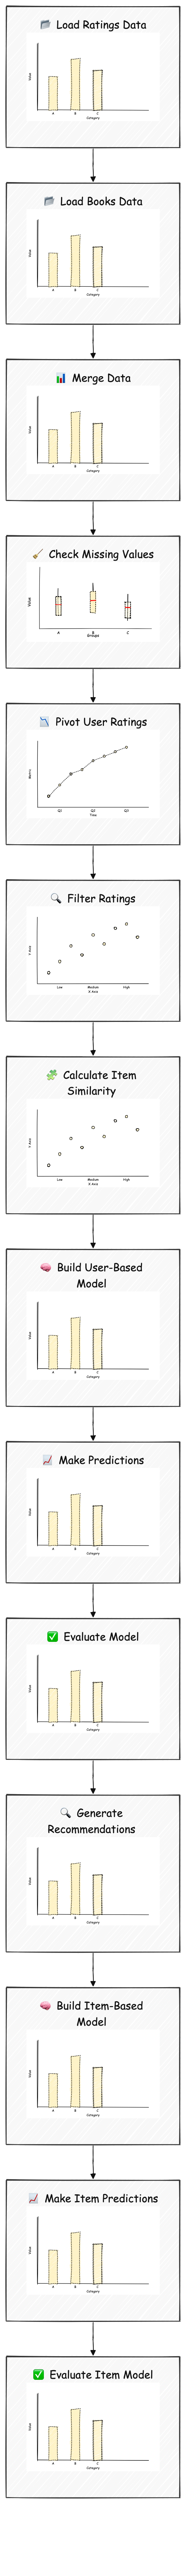 📂 Load Ratings Data
Value
A B C
Category
📂 Load Books Data
Value
A B C
Category
📊 Merge Data
Value
A B C
Category
🧹 Check Missing Values
Value
A B C
Groups
📉 Pivot User Ratings
Metric
Q1 Q2 Q3
Time
🔍 Filter Ratings
Y Axis
Low Medium High
X Axis
🧩 Calculate Item
Similarity
Y Axis
Low Medium High
X Axis
🧠 Build User-Based
Model
Value
A B C
Category
📈 Make Predictions
Value
A B C
Category
✅ Evaluate Model
Value
A B C
Category
🔍 Generate
Recommendations
Value
A B C
Category
🧠 Build Item-Based
Model
Value
A B C
Category
📈 Make Item Predictions
Value
A B C
Category
✅ Evaluate Item Model
Value
A B C
Category